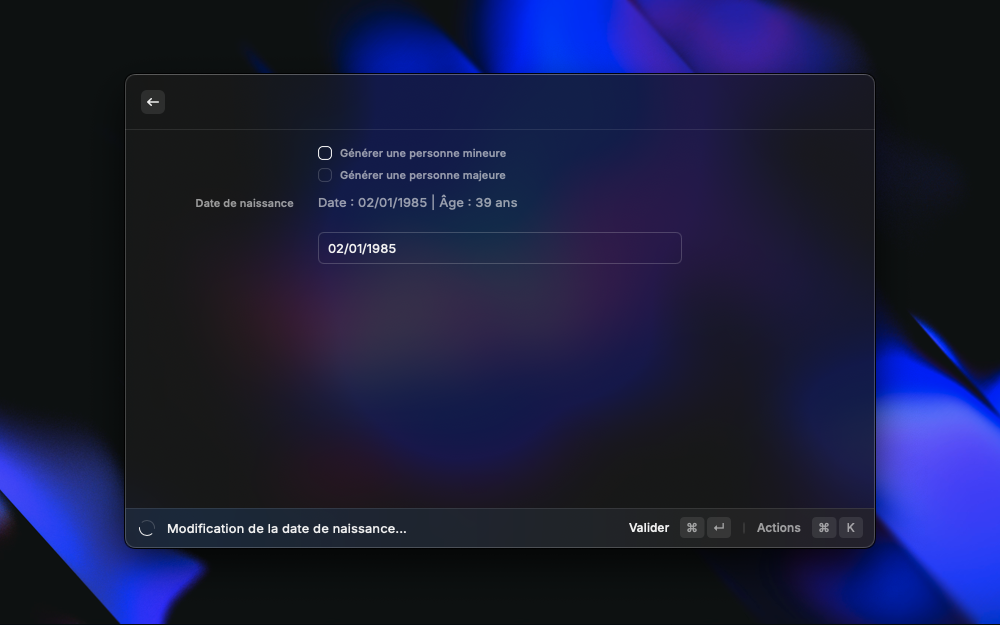 Générer une personne mineure
Générer une personne majeure
Date de naissance Date : 02/01/1985 | Âge : 39 ans
02/01/1985
Modification de la date de naissance... Valider ⌘ ↵ | Actions ⌘ K